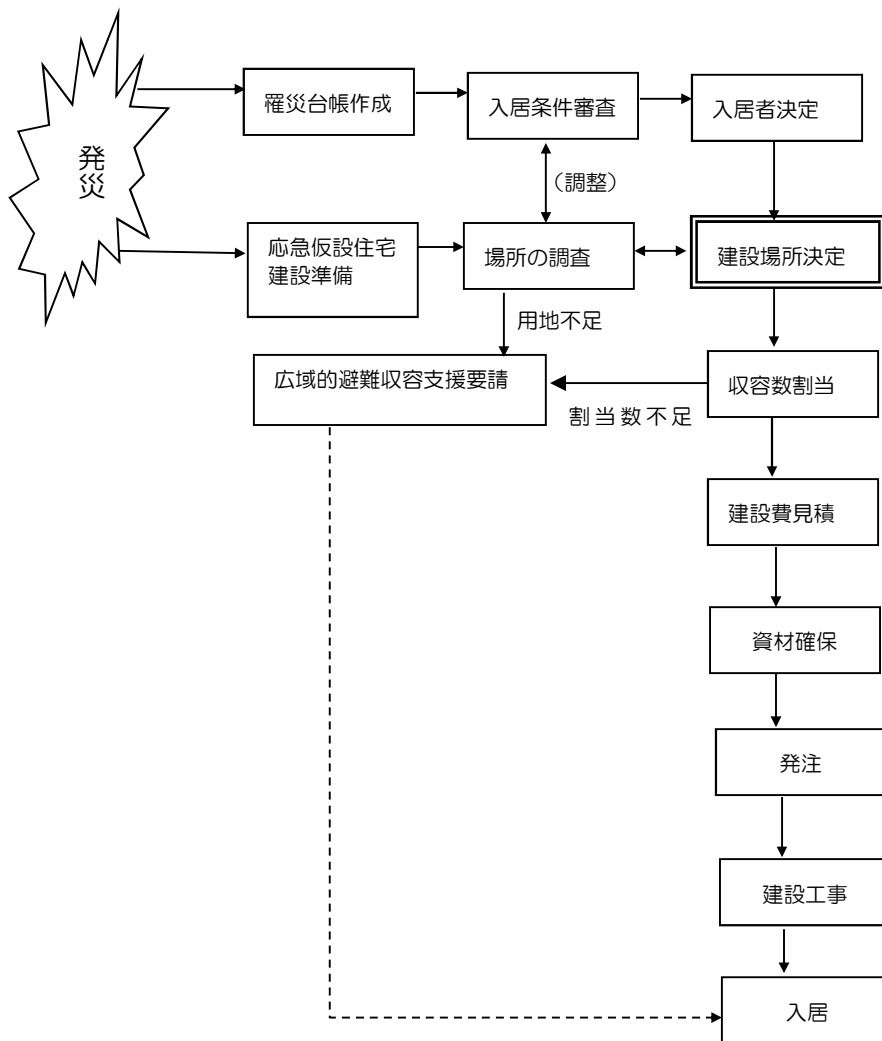 発災
罹災台帳作成
入居条件審査
入居者決定
(調整)
応急仮設住宅
建設準備
場所の調査
建設場所決定
用地不足
広域的避難収容支援要請
収容数割当
割当数不足
建設費見積
資材確保
発注
建設工事
入居